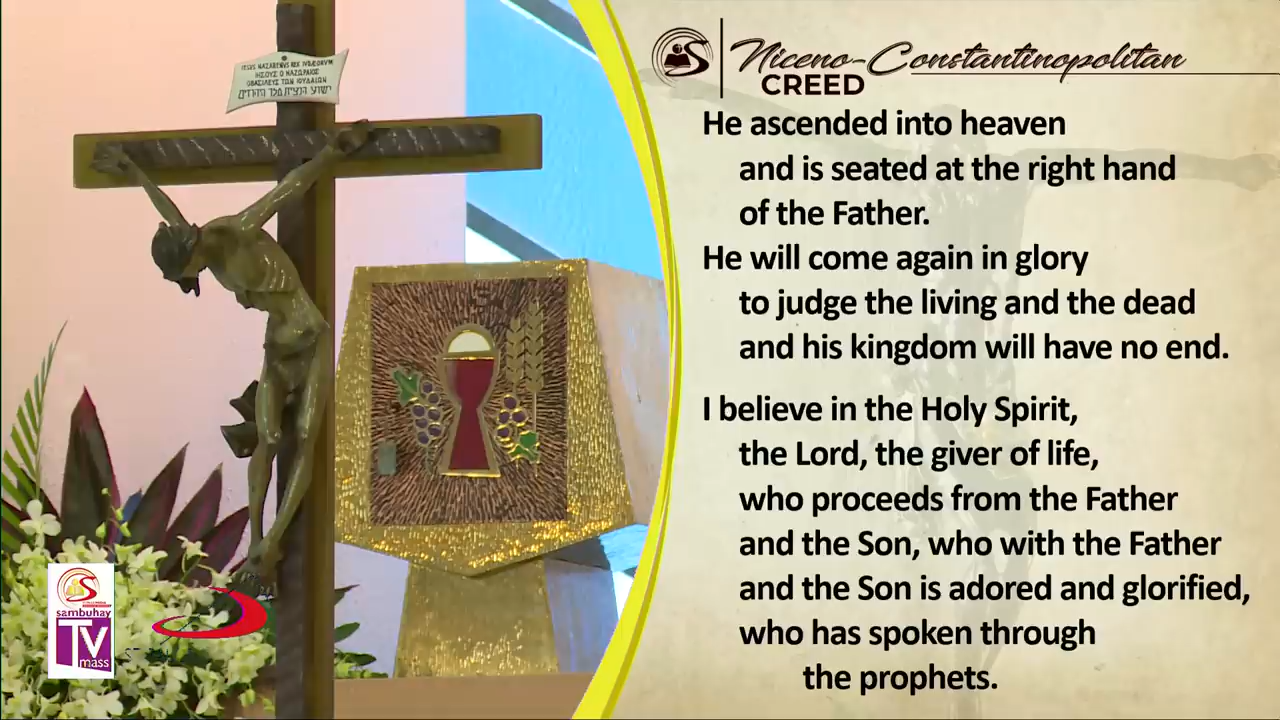 IESUS NAZARENUS REX IUDÆORUM
Niceno-Constantinopolitan
CREED
He ascended into heaven
and is seated at the right hand
of the Father.
He will come again in glory
to judge the living and the dead
and his kingdom will have no end.
I believe in the Holy Spirit,
the Lord, the giver of life,
who proceeds from the Father
and the Son, who with the Father
and the Son is adored and glorified,
who has spoken through
the prophets.
sambuhay
TV
mass